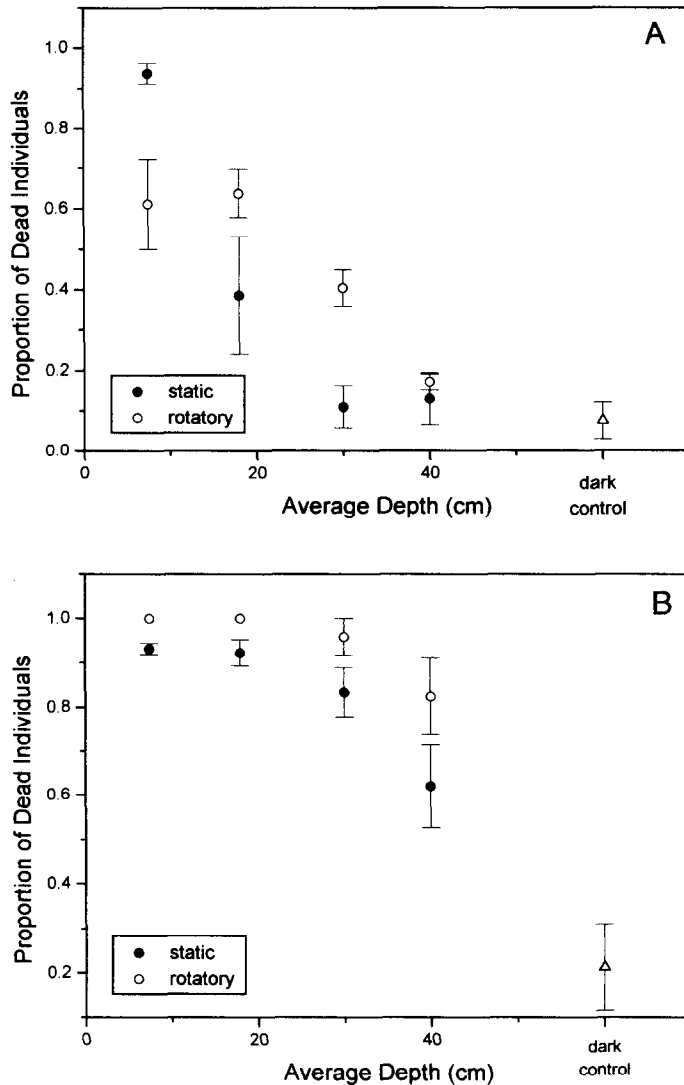 A
Proportion of Dead Individuals
1.0
0.8
0.6
0.4
0.2
0.0
static
rotatory
0
20
40
dark
control
Average Depth (cm)
B
Proportion of Dead Individuals
1.0
0.8
0.6
0.4
0.2
static
rotatory
0
20
40
dark
control
Average Depth (cm)